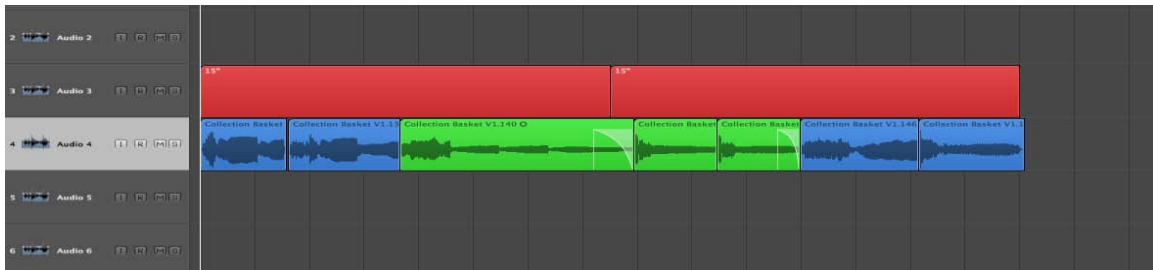 2 Audio 2 I R M S
15" 15"
3 Audio 3 I R M S
Collection Basket Collection Basket V1.13 Collection Basket V1.140 Collection Basket Collection Basket Collection Basket V1.146 Collection Basket V1.1
4 Audio 4 I R M S
5 Audio 5 I R M S
6 Audio 6 I R M S